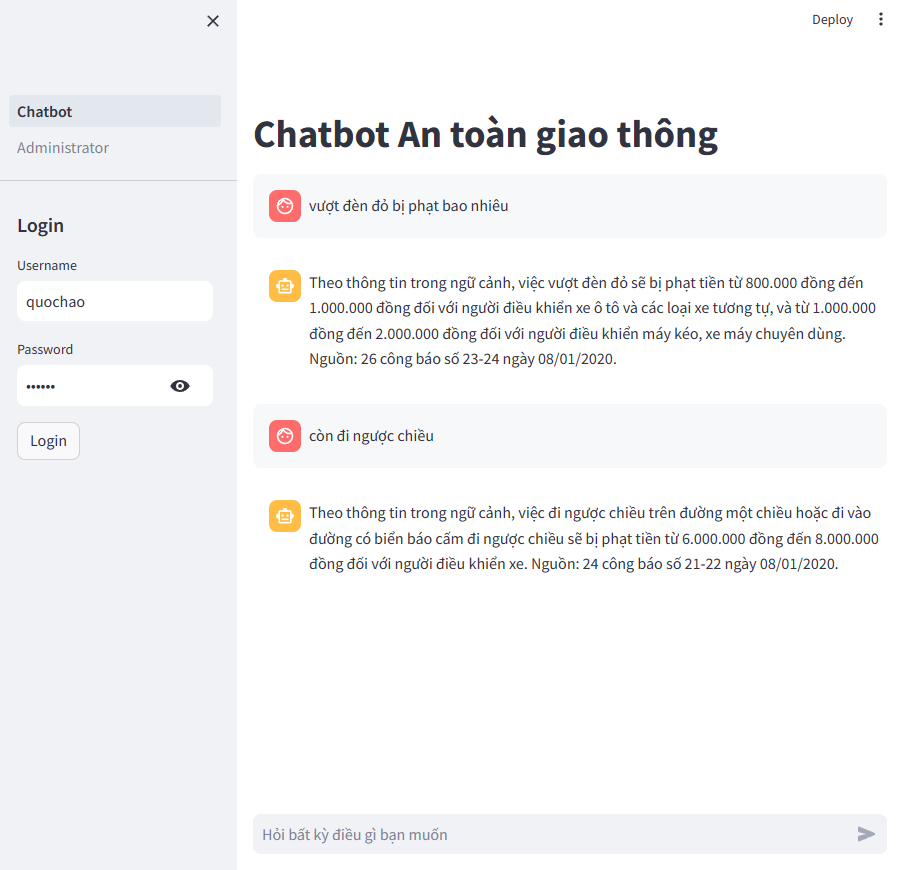 Deploy
Chatbot
Administrator
Login
Username
quochao
Password
••••••
Login
Chatbot An toàn giao thông
vượt đèn đỏ bị phạt bao nhiêu
Theo thông tin trong ngữ cảnh, việc vượt đèn đỏ sẽ bị phạt tiền từ 800.000 đồng đến
1.000.000 đồng đối với người điều khiển xe ô tô và các loại xe tương tự, và từ 1.000.000
đồng đến 2.000.000 đồng đối với người điều khiển máy kéo, xe máy chuyên dùng.
Nguồn: 26 công báo số 23-24 ngày 08/01/2020.
còn đi ngược chiều
Theo thông tin trong ngữ cảnh, việc đi ngược chiều trên đường một chiều hoặc đi vào
đường có biển báo cấm đi ngược chiều sẽ bị phạt tiền từ 6.000.000 đồng đến 8.000.000
đồng đối với người điều khiển xe. Nguồn: 24 công báo số 21-22 ngày 08/01/2020.
Hỏi bất kỳ điều gì bạn muốn